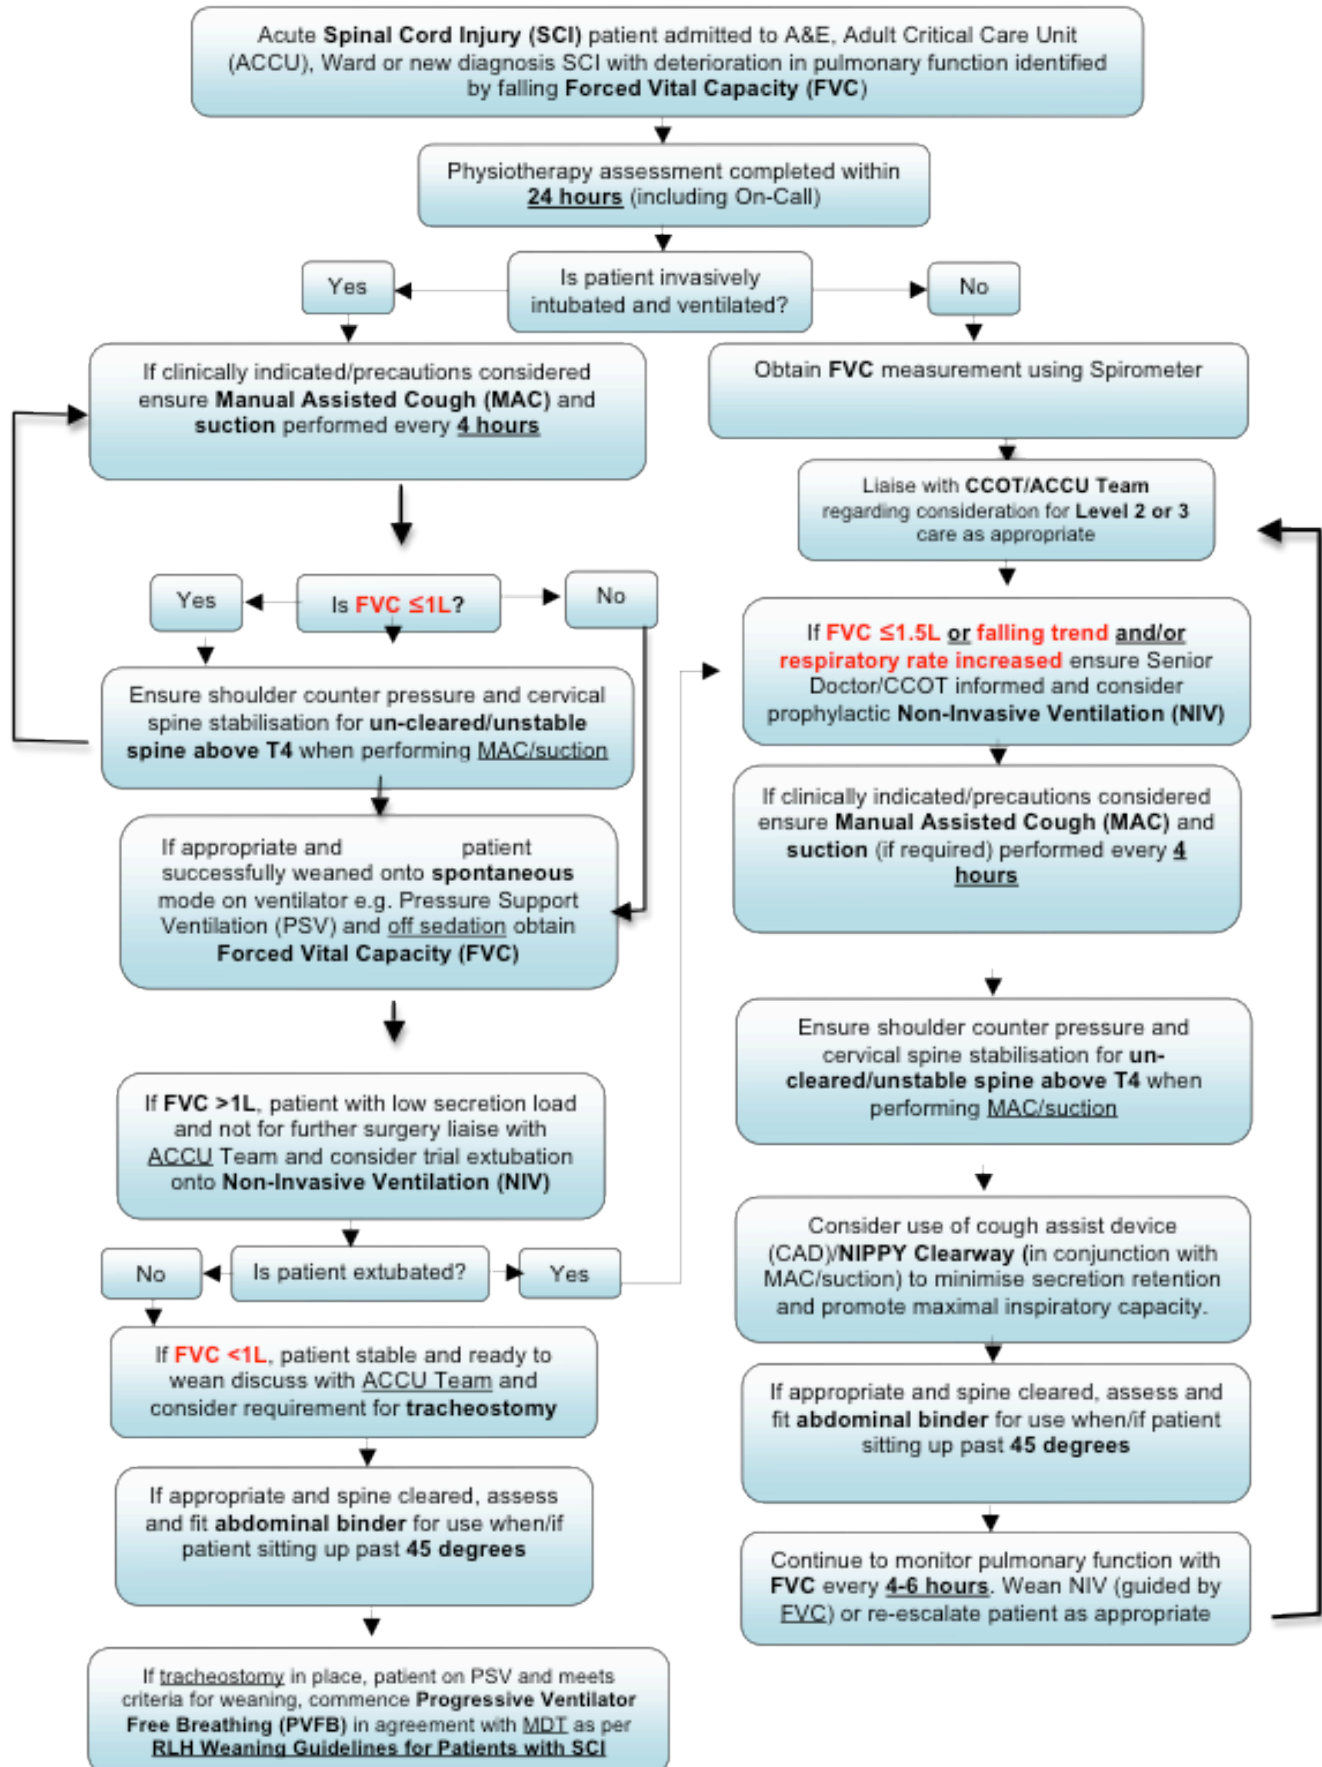 Acute Spinal Cord Injury (SCI) patient admitted to A&E, Adult Critical Care Unit
(ACCU), Ward or new diagnosis SCI with deterioration in pulmonary function identified
by falling Forced Vital Capacity (FVC)
Physiotherapy assessment completed within
24 hours (including On-Call)
Is patient invasively
intubated and ventilated?
Yes
No
If clinically indicated/precautions considered
ensure Manual Assisted Cough (MAC) and
suction performed every 4 hours
Is FVC ≤1L?
Yes
No
Ensure shoulder counter pressure and cervical
spine stabilisation for un-cleared/unstable
spine above T4 when performing MAC/suction
If appropriate and patient
successfully weaned onto spontaneous
mode on ventilator e.g. Pressure Support
Ventilation (PSV) and off sedation obtain
Forced Vital Capacity (FVC)
If FVC >1L, patient with low secretion load
and not for further surgery liaise with
ACCU Team and consider trial extubation
onto Non-Invasive Ventilation (NIV)
Is patient extubated?
No
Yes
If FVC <1L, patient stable and ready to
wean discuss with ACCU Team and
consider requirement for tracheostomy
If appropriate and spine cleared, assess
and fit abdominal binder for use when/if
patient sitting up past 45 degrees
If tracheostomy in place, patient on PSV and meets
criteria for weaning, commence Progressive Ventilator
Free Breathing (PVFB) in agreement with MDT as per
RLH Weaning Guidelines for Patients with SCI
Obtain FVC measurement using Spirometer
Liaise with CCOT/ACCU Team
regarding consideration for Level 2 or 3
care as appropriate
If FVC ≤1.5L or falling trend and/or
respiratory rate increased ensure Senior
Doctor/CCOT informed and consider
prophylactic Non-Invasive Ventilation (NIV)
If clinically indicated/precautions considered
ensure Manual Assisted Cough (MAC) and
suction (if required) performed every 4
hours
Ensure shoulder counter pressure and
cervical spine stabilisation for un-
cleared/unstable spine above T4 when
performing MAC/suction
Consider use of cough assist device
(CAD)/NIPPY Clearway (in conjunction with
MAC/suction) to minimise secretion retention
and promote maximal inspiratory capacity.
If appropriate and spine cleared, assess and
fit abdominal binder for use when/if patient
sitting up past 45 degrees
Continue to monitor pulmonary function with
FVC every 4-6 hours. Wean NIV (guided by
FVC) or re-escalate patient as appropriate